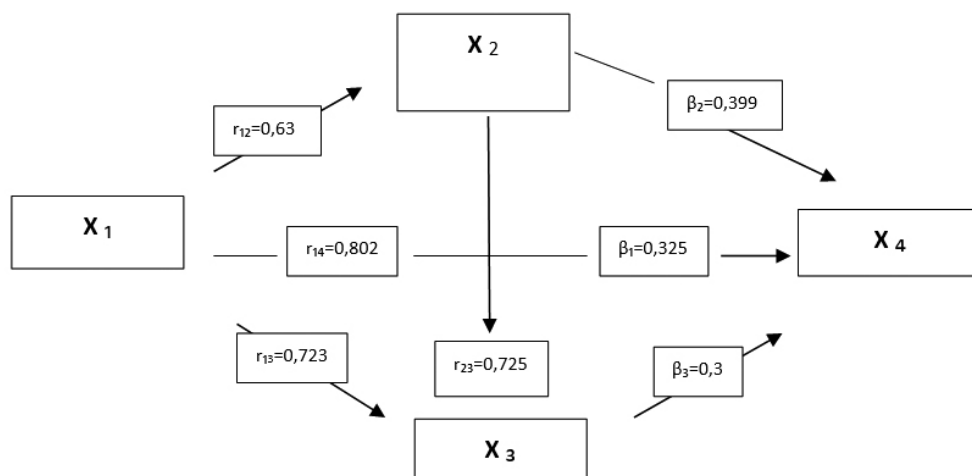 X 2
β₂=0,399
r₁₂=0,63
X 1
r₁₄=0,802
β₁=0,325
X 4
r₁₃=0,723
r₂₃=0,725
β₃=0,3
X 3